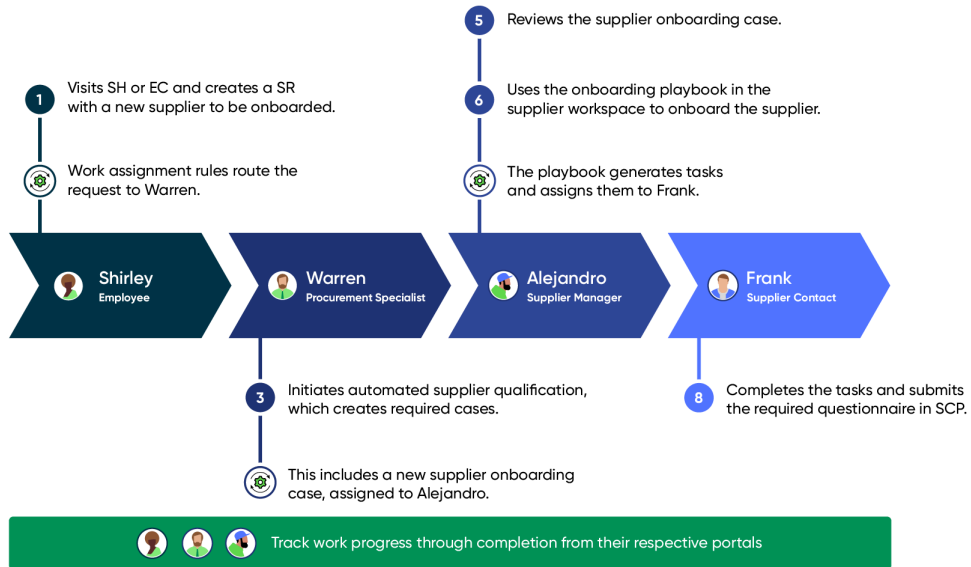 1
Visits SH or EC and creates a SR
with a new supplier to be onboarded.
Work assignment rules route the
request to Warren.
5
Reviews the supplier onboarding case.
6
Uses the onboarding playbook in the
supplier workspace to onboard the supplier.
The playbook generates tasks
and assigns them to Frank.
Shirley
Employee
Warren
Procurement Specialist
Alejandro
Supplier Manager
Frank
Supplier Contact
3
Initiates automated supplier qualification,
which creates required cases.
This includes a new supplier onboarding
case, assigned to Alejandro.
8
Completes the tasks and submits
the required questionnaire in SCP.
Track work progress through completion from their respective portals